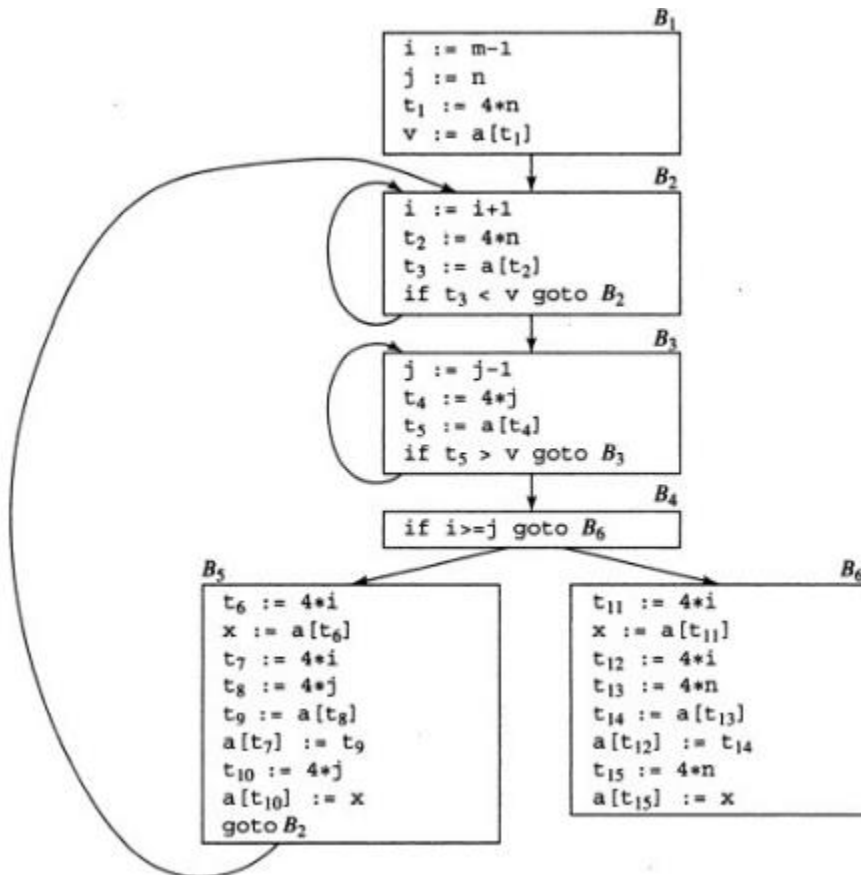 B₁
i := m-1
j := n
t₁ := 4*n
v := a[t₁]
B₂
i := i+1
t₂ := 4*n
t₃ := a[t₂]
if t₃ < v goto B₂
B₃
j := j-1
t₄ := 4*j
t₅ := a[t₄]
if t₅ > v goto B₃
B₄
if i>=j goto B₆
B₅
t₆ := 4*i
x := a[t₆]
t₇ := 4*i
t₈ := 4*j
t₉ := a[t₈]
a[t₇] := t₉
t₁₀ := 4*j
a[t₁₀] := x
goto B₂
B₆
t₁₁ := 4*i
x := a[t₁₁]
t₁₂ := 4*i
t₁₃ := 4*n
t₁₄ := a[t₁₃]
a[t₁₂] := t₁₄
t₁₅ := 4*n
a[t₁₅] := x